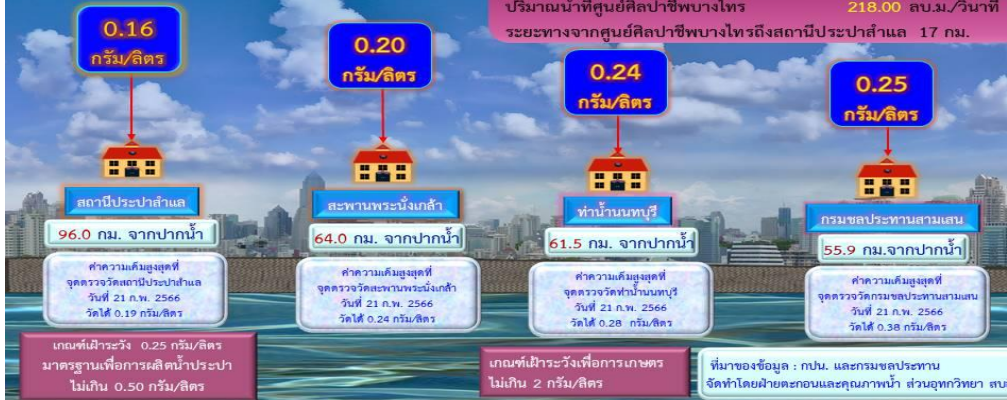 ปริมาณน้ำที่ศูนย์ศิลปาชีพบางไทร 218.00 ลบ.ม./วินาที
ระยะทางจากศูนย์ศิลปาชีพบางไทรถึงสถานีประปาสำแล 17 กม.
0.16
กรัม/ลิตร
0.20
กรัม/ลิตร
0.24
กรัม/ลิตร
0.25
กรัม/ลิตร
สถานีประปาสำแล
96.0 กม. จากปากน้ำ
ค่าความเค็มสูงสุดที่
จุดตรวจวัดสถานีประปาสำแล
วันที่ 21 ก.พ. 2566
วัดได้ 0.19 กรัม/ลิตร
สะพานพระนั่งเกล้า
64.0 กม. จากปากน้ำ
ค่าความเค็มสูงสุดที่
จุดตรวจวัดสะพานพระนั่งเกล้า
วันที่ 21 ก.พ. 2566
วัดได้ 0.24 กรัม/ลิตร
ท่าน้ำนนทบุรี
61.5 กม. จากปากน้ำ
ค่าความเค็มสูงสุดที่
จุดตรวจวัดท่าน้ำนนทบุรี
วันที่ 21 ก.พ. 2566
วัดได้ 0.28 กรัม/ลิตร
กรมชลประทานสามเสน
55.9 กม.จากปากน้ำ
ค่าความเค็มสูงสุดที่
จุดตรวจวัดกรมชลประทานสามเสน
วันที่ 21 ก.พ. 2566
วัดได้ 0.38 กรัม/ลิตร
เกณฑ์เฝ้าระวัง 0.25 กรัม/ลิตร
มาตรฐานเพื่อการผลิตน้ำประปา
ไม่เกิน 0.50 กรัม/ลิตร
เกณฑ์เฝ้าระวังเพื่อการเกษตร
ไม่เกิน 2 กรัม/ลิตร
ที่มาของข้อมูล : กปน. และกรมชลประทาน
จัดทำโดยฝ่ายตะกอนและคุณภาพน้ำ ส่วนอุทกวิทยา